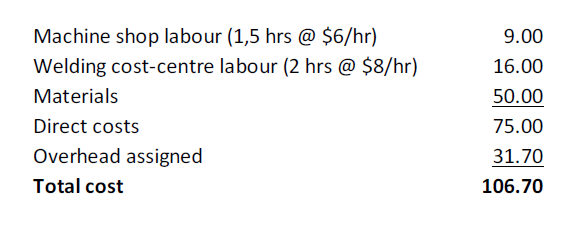 Machine shop labour (1,5 hrs @ $6/hr) 9.00
Welding cost-centre labour (2 hrs @ $8/hr) 16.00
Materials 50.00
Direct costs 75.00
Overhead assigned 31.70
Total cost 106.70